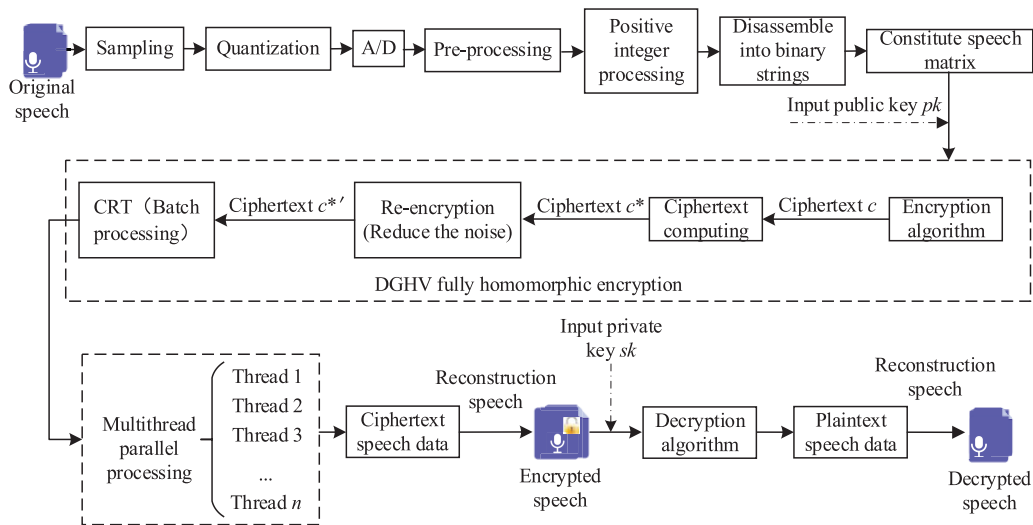 Original
speech
Sampling
Quantization
A/D
Pre-processing
Positive
integer
processing
Disassemble
into binary
strings
Constitute speech
matrix
Input public key pk
CRT（Batch
processing）
Ciphertext c*′
Re-encryption
(Reduce the noise)
Ciphertext c*
Ciphertext
computing
Ciphertext c
Encryption
algorithm
DGHV fully homomorphic encryption
Multithread
parallel
processing
Thread 1
Thread 2
Thread 3
...
Thread n
Ciphertext
speech data
Reconstruction
speech
Encrypted
speech
Input private
key sk
Decryption
algorithm
Plaintext
speech data
Reconstruction
speech
Decrypted
speech